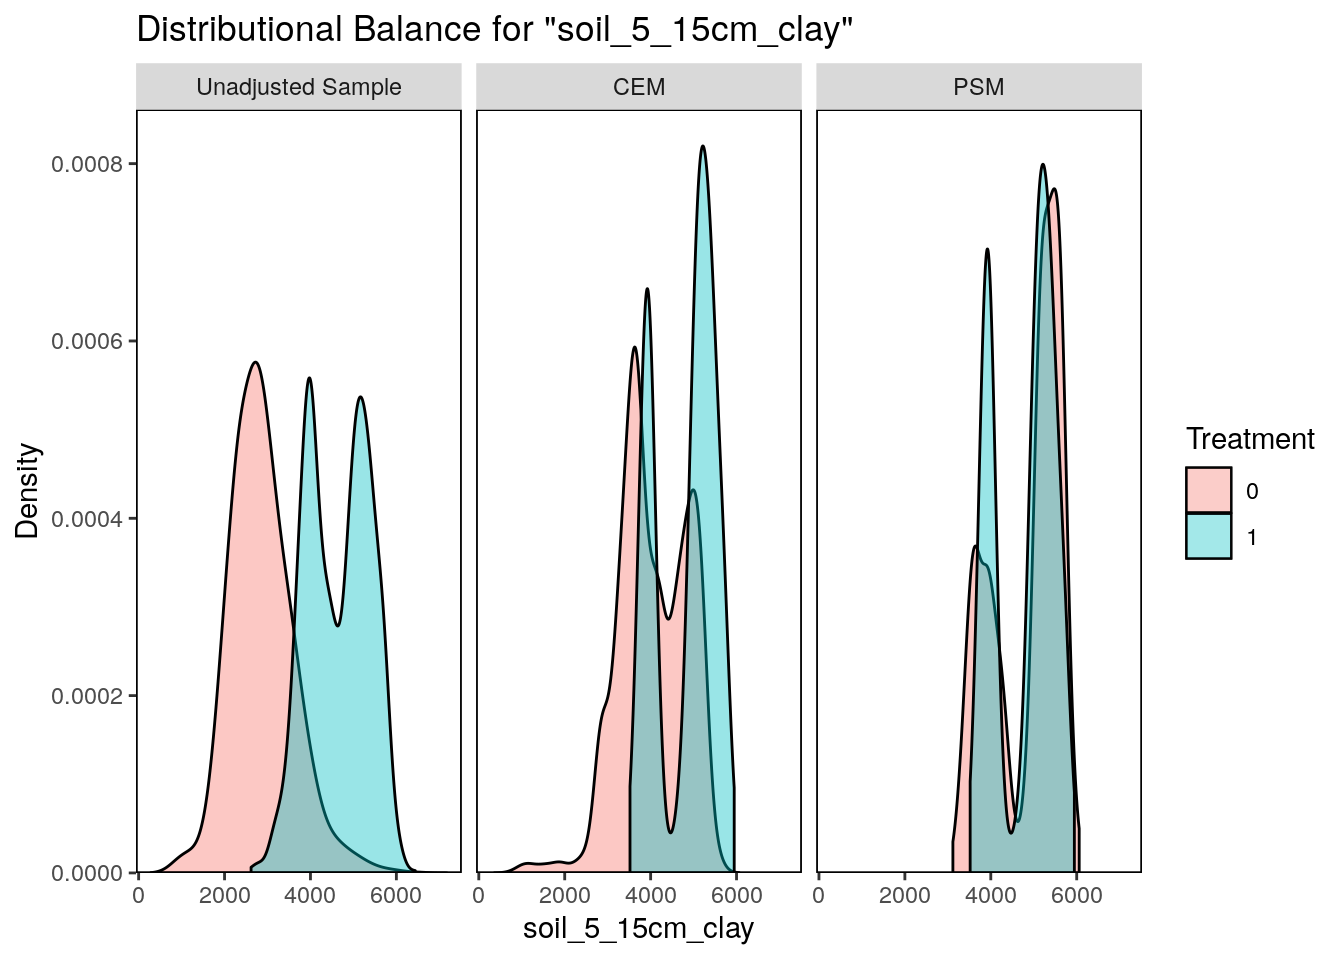 Distributional Balance for "soil_5_15cm_clay"
Unadjusted Sample
CEM
PSM
Density
0.0008
0.0006
0.0004
0.0002
0.0000
0 2000 4000 6000
0 2000 4000 6000
0 2000 4000 6000
soil_5_15cm_clay
Treatment
0
1